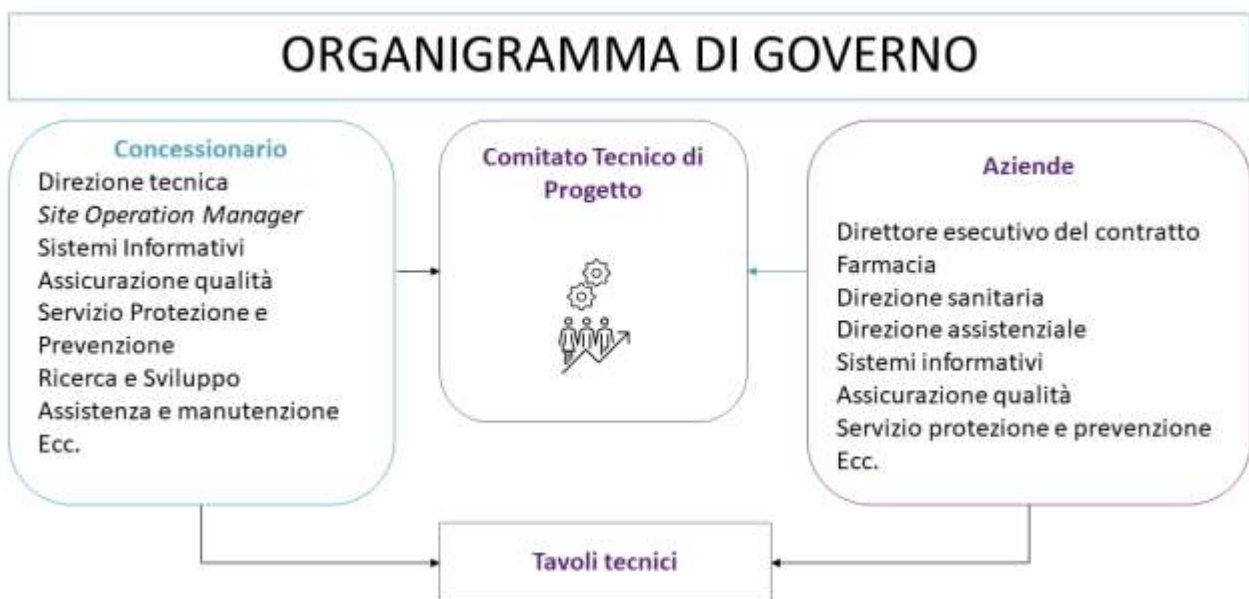 ORGANIGRAMMA DI GOVERNO
Concessionario
Direzione tecnica
Site Operation Manager
Sistemi Informativi
Assicurazione qualità
Servizio Protezione e
Prevenzione
Ricerca e Sviluppo
Assistenza e manutenzione
Ecc.
Comitato Tecnico di
Progetto
Aziende
Direttore esecutivo del contratto
Farmacia
Direzione sanitaria
Direzione assistenziale
Sistemi informativi
Assicurazione qualità
Servizio protezione e prevenzione
Ecc.
Tavoli tecnici